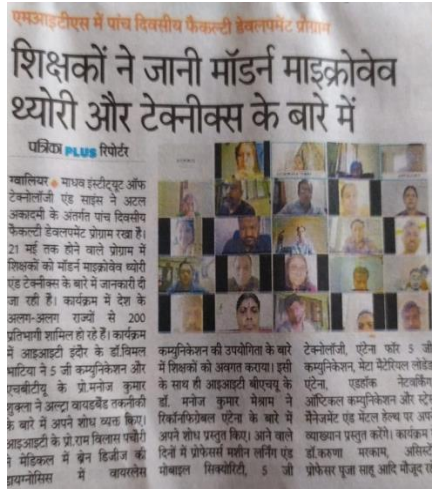 एमआइटीएस में पांच दिवसीय फैकल्टी डेवलपमेंट प्रोग्राम
शिक्षकों ने जानी मॉडर्न माइक्रोवेव
थ्योरी और टेक्नीक्स के बारे में
पत्रिका PLUS रिपोर्टर
ग्वालियर माधव इंस्टीट्यूट ऑफ
टेक्नोलॉजी एंड साइंस ने अटल
अकादमी के अंतर्गत पांच दिवसीय
फैकल्टी डेवलपमेंट प्रोग्राम रखा है।
21 मई तक होने वाले प्रोग्राम में
शिक्षकों को मॉडर्न माइक्रोवेव थ्योरी
एंड टेक्नीक्स के बारे में जानकारी दी
जा रही है। कार्यक्रम में देश के
अलग-अलग राज्यों से 200
प्रतिभागी शामिल हो रहे हैं। कार्यक्रम
में आइआइटी इंदौर के डॉ.विमल
भाटिया ने 5 जी कम्युनिकेशन और
एचबीटीयू के प्रो.मनोज कुमार
शुक्ला ने अल्ट्रा वायडबैंड तकनीकी
के बारे में अपने शोध व्यक्त किए।
आइआइटी के प्रो.राम बिलास पचौरी
ने मेडिकल में ब्रेन डिजीज की
डायग्नोसिस में वायरलेस
कम्युनिकेशन की उपयोगिता के बारे
में शिक्षकों को अवगत कराया। इसी
के साथ ही आइआइटी बीएचयू के
डॉ. मनोज कुमार मेश्राम ने
रिकॉनफिग्रेबल एंटेना के बारे में
अपने शोध प्रस्तुत किए। आने वाले
दिनों में प्रोफेसर्स मशीन लर्निंग एंड
मोबाइल सिक्योरिटी, 5 जी
टेक्नोलॉजी, एंटेना फॉर 5 जी
कम्युनिकेशन, मेटा मैटेरियल लोडेड
एंटेना, एडहॉक नेटवर्किंग
ऑप्टिकल कम्युनिकेशन और स्ट्रेस
मैनेजमेंट एंड मेंटल हेल्थ पर अपने
व्याख्यान प्रस्तुत करेंगे। कार्यक्रम
डॉ.करुणा मरकाम, असिस्टेंट
प्रोफेसर पूजा साहू आदि मौजूद